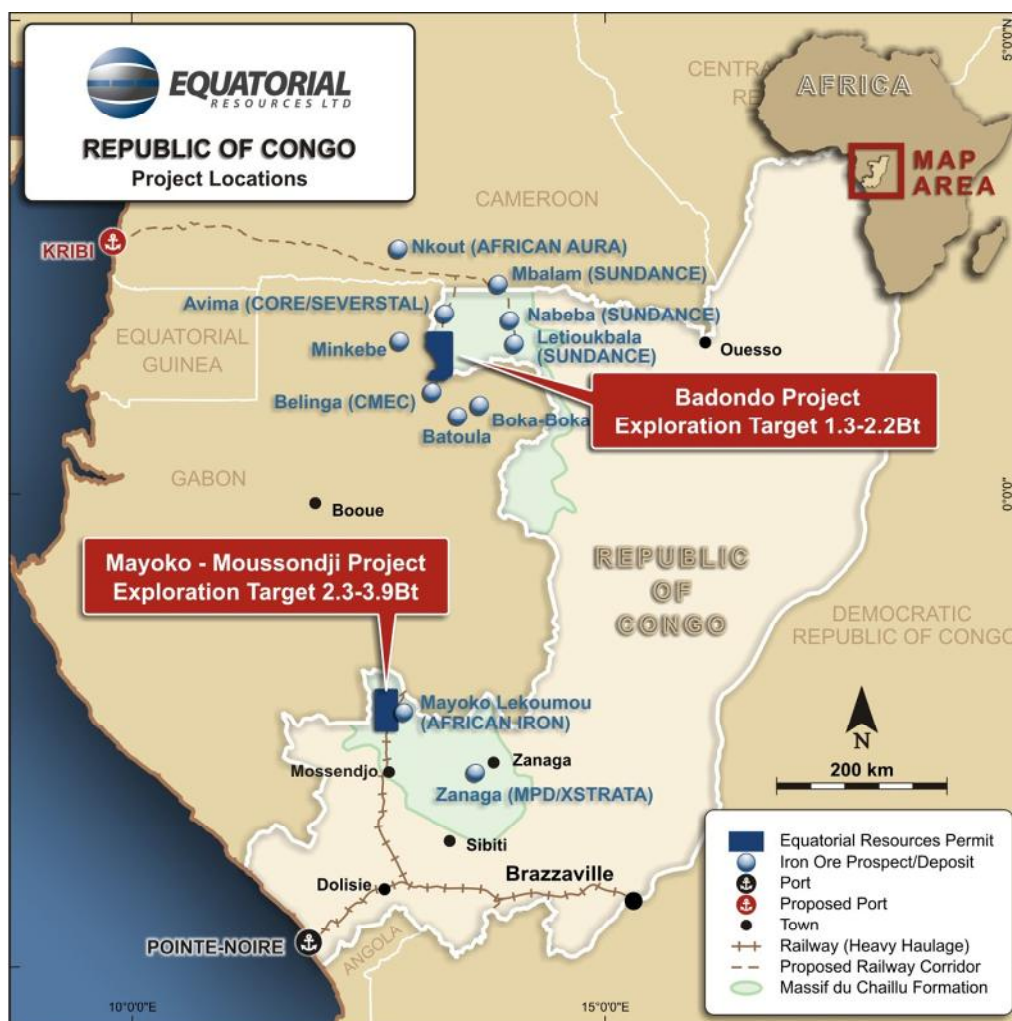 EQUATORIAL
RESOURCES LTD
REPUBLIC OF CONGO
Project Locations
5°0'0"N
AFRICA
MAP
AREA
CAMEROON
KRIBI
Nkout (AFRICAN AURA)
Mbalam (SUNDANCE)
Avima (CORE/SEVERSTAL)
Nabeba (SUNDANCE)
EQUATORIAL
GUINEA
Minkebe
Letioukbala
(SUNDANCE)
Ouesso
Belinga (CMEC)
Boka-Boka
Batoula
Badondo Project
Exploration Target 1.3-2.2Bt
GABON
Booue
0°0'0"
Mayoko - Moussondji Project
Exploration Target 2.3-3.9Bt
REPUBLIC
OF
CONGO
DEMOCRATIC
REPUBLIC OF CONGO
Mayoko Lekoumou
(AFRICAN IRON)
Mossendjo
Zanaga
Zanaga (MPD/XSTRATA)
N
200 km
Sibiti
Dolisie
Brazzaville
POINTE-NOIRE
ANGOLA
Equatorial Resources Permit
Iron Ore Prospect/Deposit
Port
Proposed Port
Town
Railway (Heavy Haulage)
Proposed Railway Corridor
Massif du Chaillu Formation
10°0'0"E
15°0'0"E